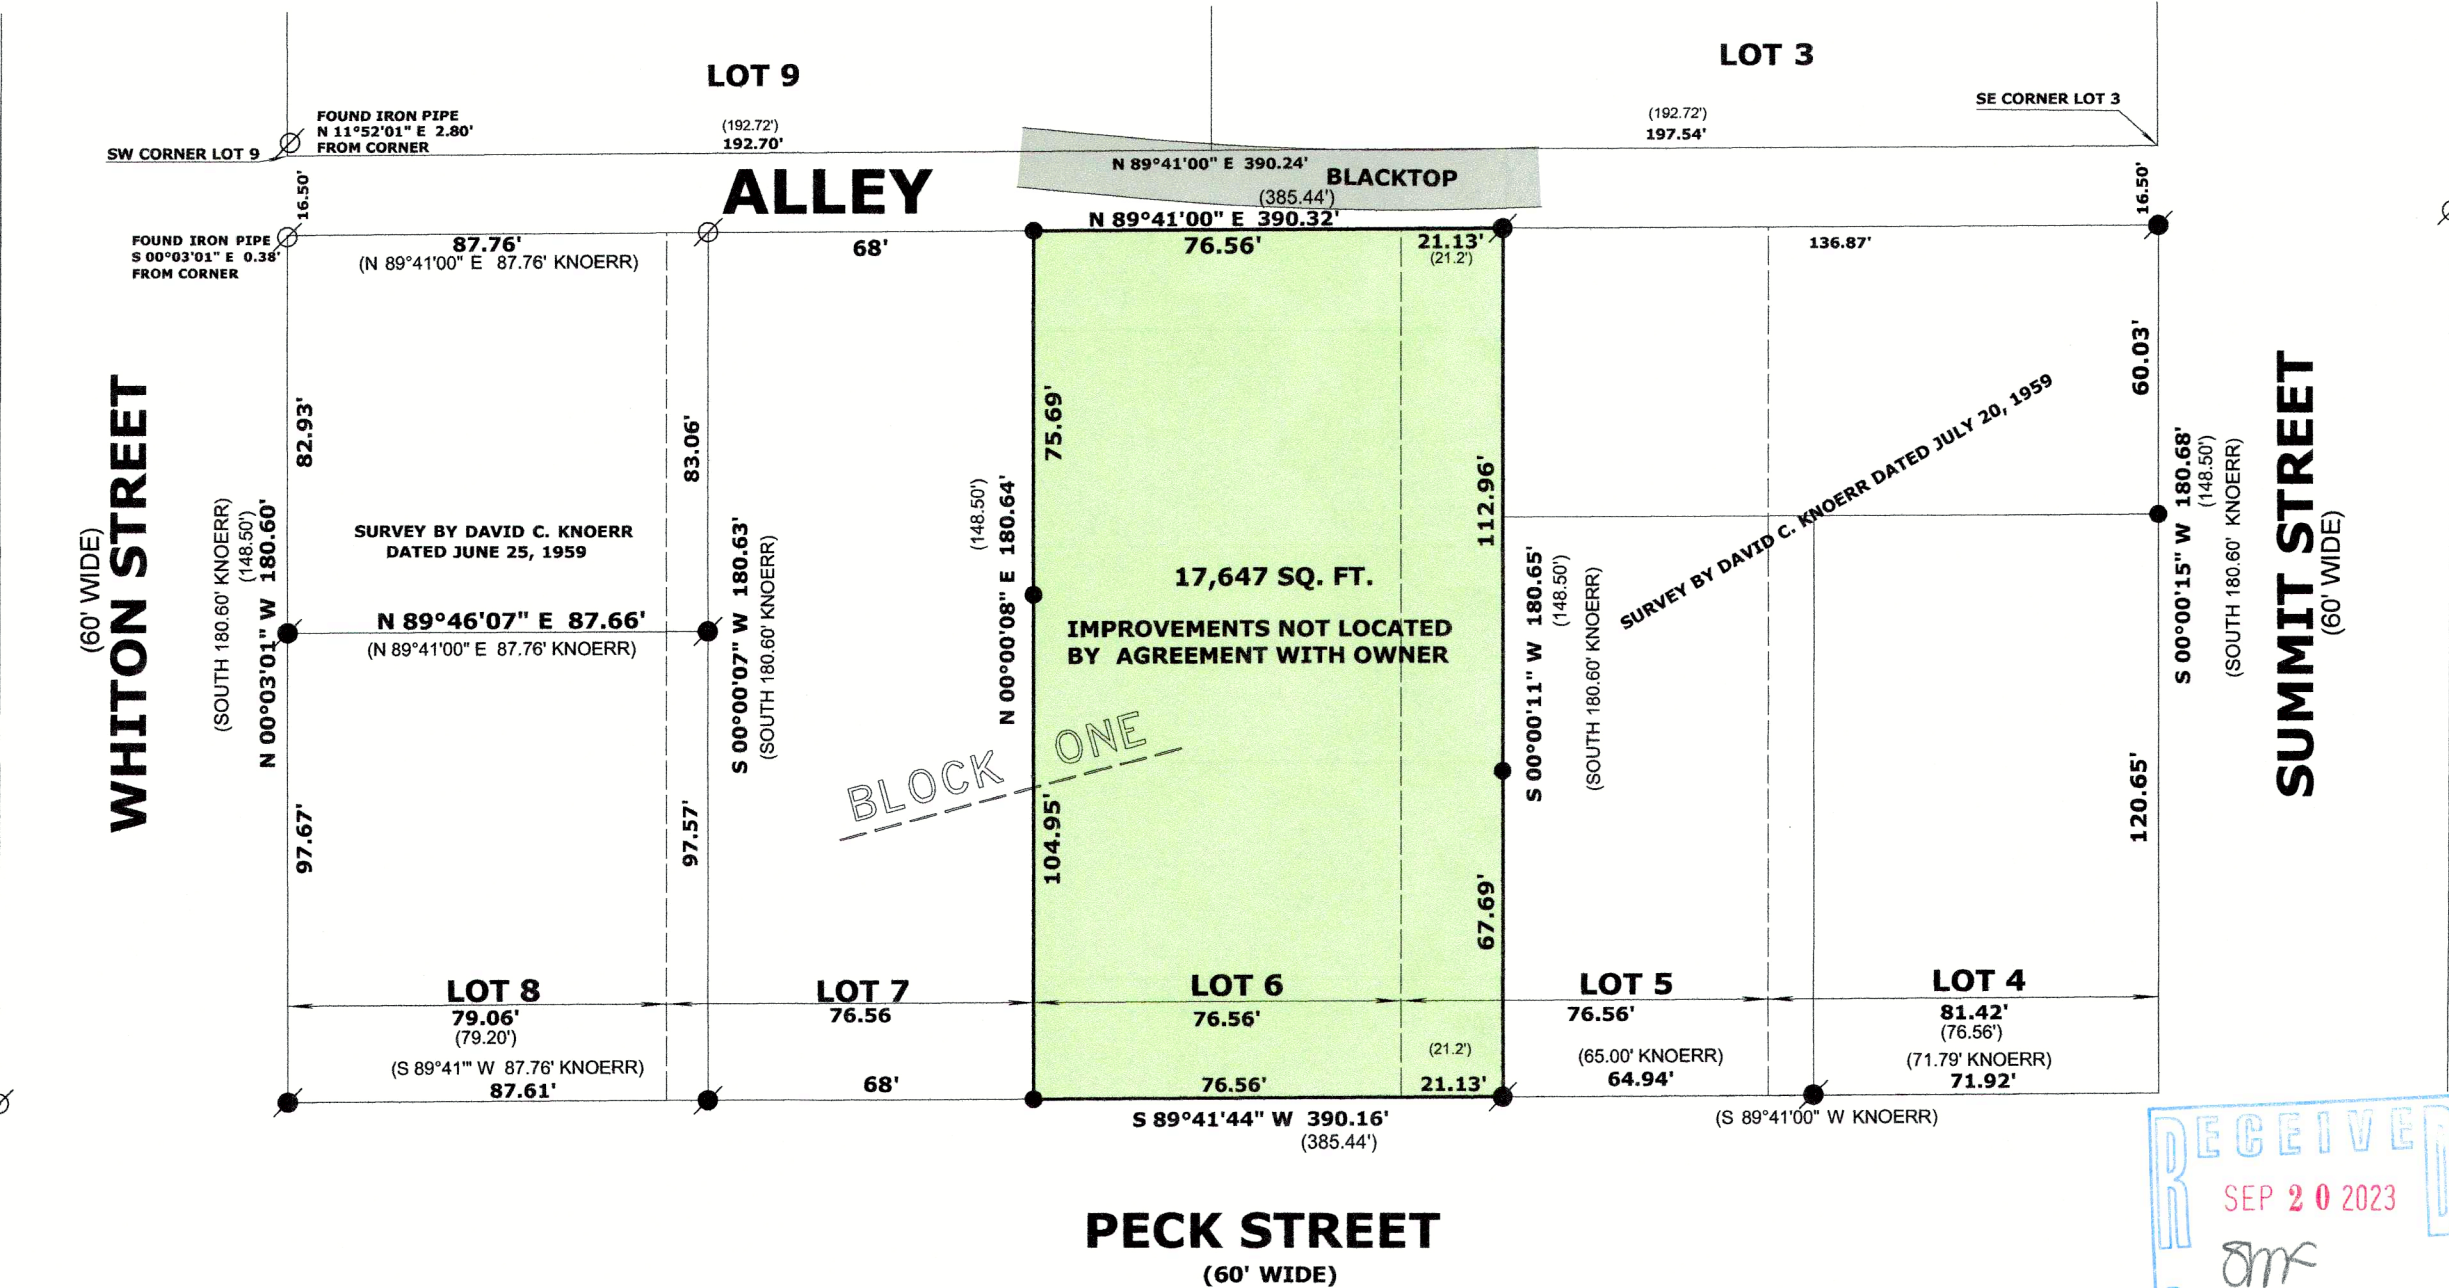 LOT 9
LOT 3
FOUND IRON PIPE
N 11°52'01" E 2.80'
FROM CORNER
SW CORNER LOT 9
(192.72')
192.70'
(192.72')
197.54'
SE CORNER LOT 3
16.50'
ALLEY
N 89°41'00" E 390.24'
BLACKTOP
(385.44')
N 89°41'00" E 390.32'
16.50'
FOUND IRON PIPE
S 00°03'01" E 0.38'
FROM CORNER
87.76'
(N 89°41'00" E 87.76' KNOERR)
68'
76.56'
21.13'
(21.2')
136.87'
WHITON STREET
(60' WIDE)
(SOUTH 180.60' KNOERR)
(148.50')
N 00°03'01" W 180.60'
82.93'
97.67'
SURVEY BY DAVID C. KNOERR
DATED JUNE 25, 1959
N 89°46'07" E 87.66'
(N 89°41'00" E 87.76' KNOERR)
83.06'
97.57'
S 00°00'07" W 180.63'
(SOUTH 180.60' KNOERR)
BLOCK ONE
(148.50')
N 00°00'08" E 180.64'
75.69'
104.95'
17,647 SQ. FT.
IMPROVEMENTS NOT LOCATED
BY AGREEMENT WITH OWNER
112.96'
67.69'
S 00°00'11" W 180.65'
(148.50')
(SOUTH 180.60' KNOERR)
SURVEY BY DAVID C. KNOERR DATED JULY 20, 1959
60.03'
120.65'
S 00°00'15" W 180.68'
(148.50')
(SOUTH 180.60' KNOERR)
SUMMIT STREET
(60' WIDE)
LOT 8
79.06'
(79.20')
(S 89°41'" W 87.76' KNOERR)
87.61'
LOT 7
76.56
68'
LOT 6
76.56'
76.56'
(21.2')
21.13'
LOT 5
76.56'
(65.00' KNOERR)
64.94'
LOT 4
81.42'
(76.56')
(71.79' KNOERR)
71.92'
S 89°41'44" W 390.16'
(385.44')
(S 89°41'00" W KNOERR)
PECK STREET
(60' WIDE)
RECEIVED
SEP 20 2023